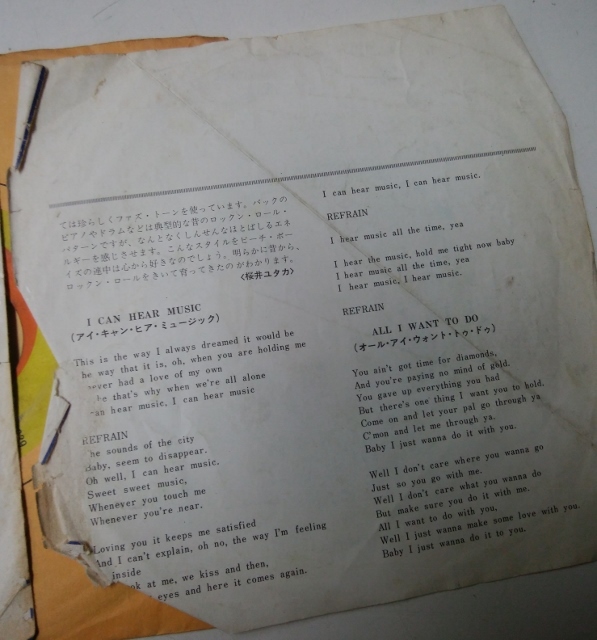 ては珍らしくファズ・トーンを使っています。バックの
ピアノやドラムなどは典型的な昔のロックン・ロール・
パターンですが、なんとなくしんせんなほとばしるエネ
ルギーを感じさせます。こんなスタイルをビーチ・ボー
イズの連中は心から好きなのでしょう。明らかに昔から、
ロックン・ロールをきいて育ってきたのがわかります。
〈桜井ユタカ〉
I CAN HEAR MUSIC
(アイ・キャン・ヒア・ミュージック)
This is the way I always dreamed it would be
he way that it is, oh, when you are holding me
ever had a love of my own
be that's why when we're all alone
an hear music, I can hear music
REFRAIN
The sounds of the city
Baby, seem to disappear.
Oh well, I can hear music.
Sweet sweet music,
Whenever you touch me
Whenever you're near.
Loving you it keeps me satisfied
And I can't explain, oh no, the way I'm feeling
inside
ok at me, we kiss and then,
eyes and here it comes again.
I can hear music, I can hear music.
REFRAIN
I hear music all the time, yea
I hear the music, hold me tight now baby
I hear music all the time, yea
I hear music, I hear music.
REFRAIN
ALL I WANT TO DO
(オール・アイ・ウォント・トゥ・ドゥ)
You ain't got time for diamonds,
And you're paying no mind of gold.
You gave up everything you had
But there's one thing I want you to hold.
Come on and let your pal go through ya
C'mon and let me through ya.
Baby I just wanna do it with you.
Well I don't care where you wanna go
Just so you go with me.
Well I don't care what you wanna do
But make sure you do it with me.
All I want to do with you,
Well I just wanna make some love with you.
Baby I just wanna do it to you.